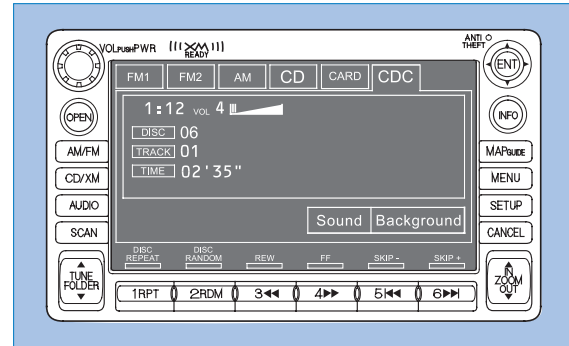 VOL PUSH PWR
XM READY
ANTI THEFT
ENT
FM1 FM2 AM CD CARD CDC
1:12 VOL 4
DISC 06
TRACK 01
TIME 02'35"
Sound Background
OPEN
AM/FM
CD/XM
AUDIO
SCAN
TUNE
FOLDER
INFO
MAP GUIDE
MENU
SETUP
CANCEL
IN
ZOOM
OUT
DISC REPEAT
DISC RANDOM
REW
FF
SKIP -
SKIP +
1RPT
2RDM
3◀◀
4▶▶
5|◀◀
6▶▶|